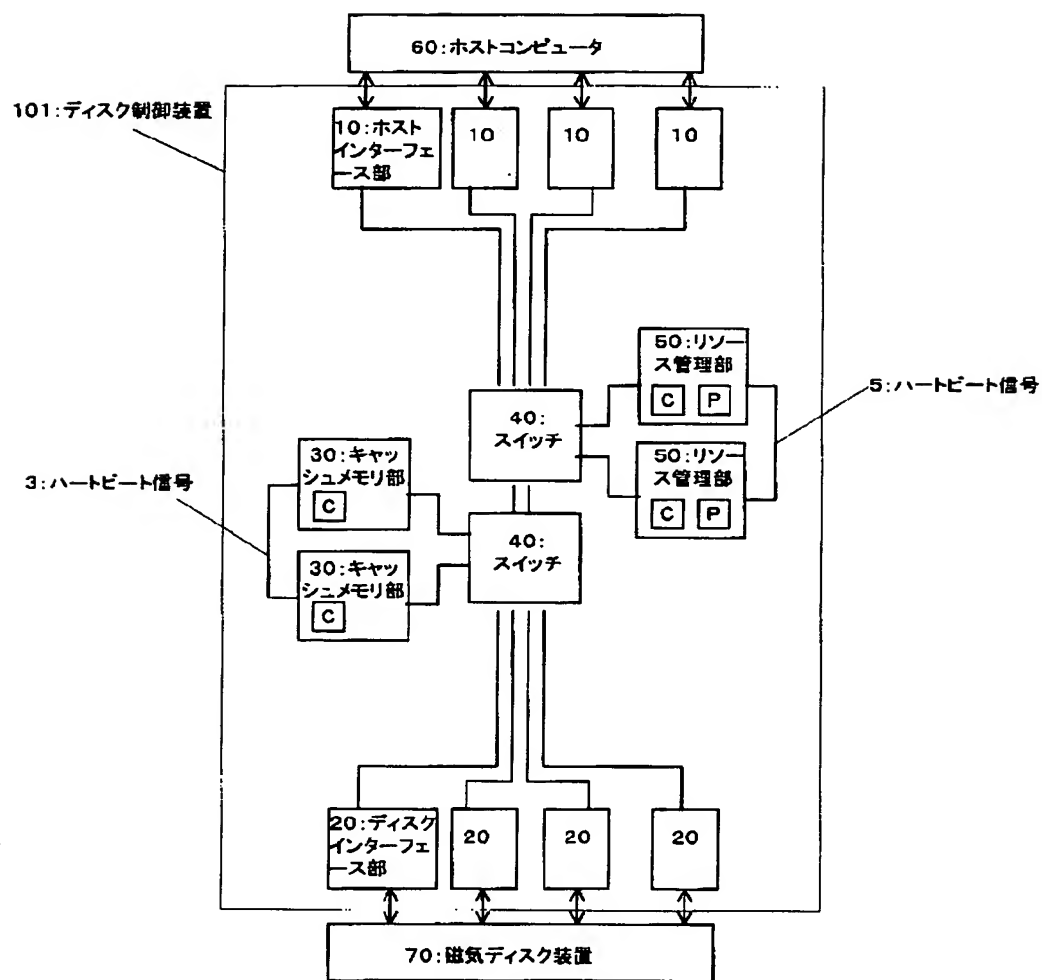 60:ホストコンピュータ
101:ディスク制御装置
10:ホスト
インターフェ
ース部
10
10
10
50:リソー
ス管理部
C P
5:ハートビート信号
40:
スイッチ
50:リソー
ス管理部
C P
30:キャッ
シュメモリ部
C
3:ハートビート信号
40:
スイッチ
30:キャッ
シュメモリ部
C
20:ディスク
インターフェ
ース部
20
20
20
70:磁気ディスク装置